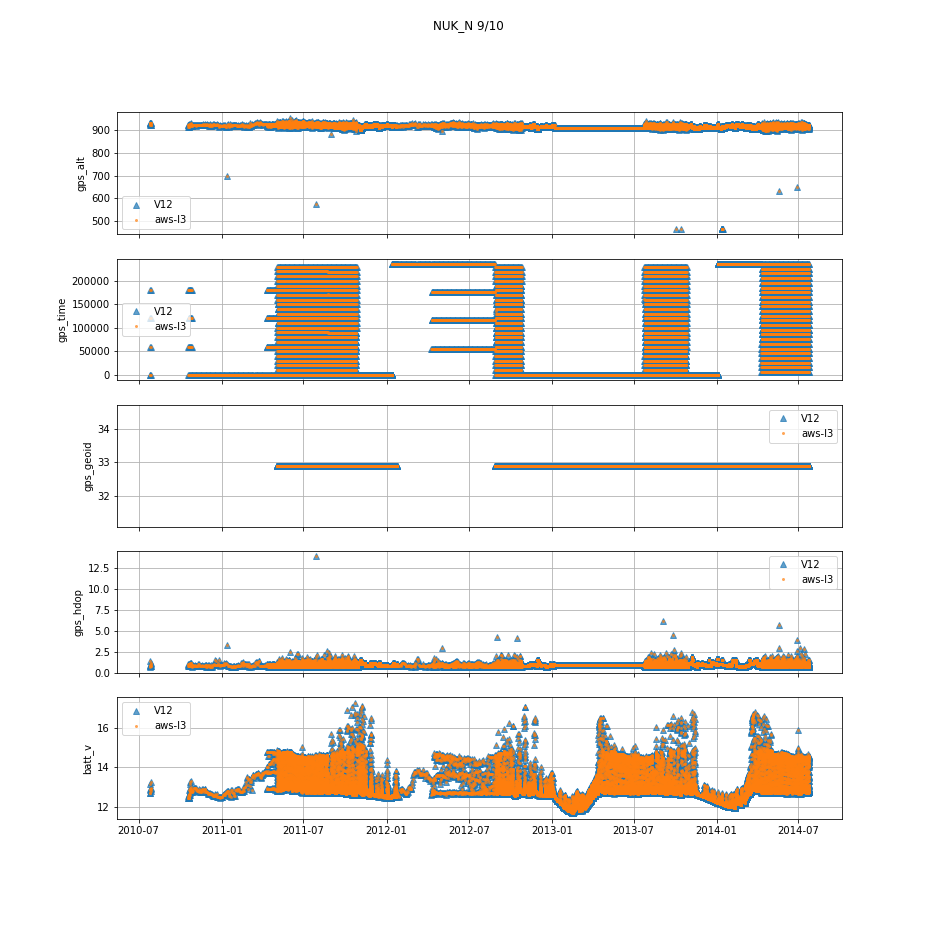 NUK_N 9/10
gps_alt
900
800
700
600
500
V12
aws-l3
gps_time
200000
150000
100000
50000
0
V12
aws-l3
gps_geoid
34
33
32
V12
aws-l3
gps_hdop
12.5
10.0
7.5
5.0
2.5
0.0
V12
aws-l3
batt_v
16
14
12
V12
aws-l3
2010-07 2011-01 2011-07 2012-01 2012-07 2013-01 2013-07 2014-01 2014-07